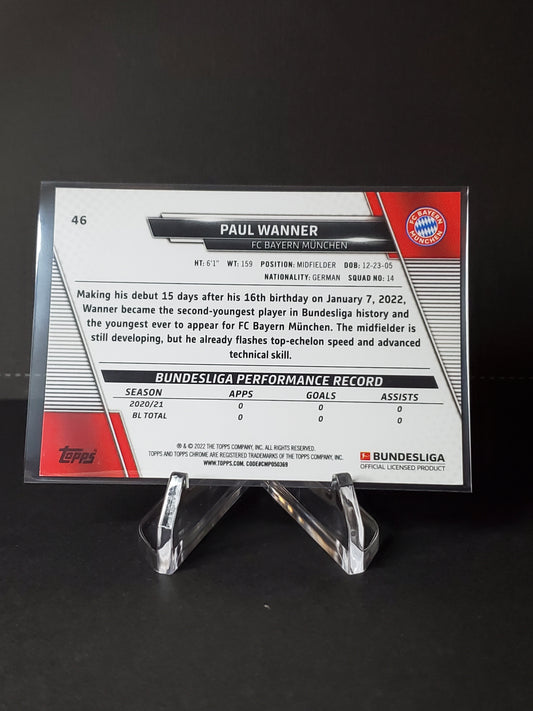 46
PAUL WANNER
FC BAYERN MÜNCHEN
FC BAYERN
MÜNCHEN
HT: 6'1" WT: 159 POSITION: MIDFIELDER DOB: 12-23-05
NATIONALITY: GERMAN SQUAD NO: 14
Making his debut 15 days after his 16th birthday on January 7, 2022,
Wanner became the second-youngest player in Bundesliga history and
the youngest ever to appear for FC Bayern München. The midfielder is
still developing, but he already flashes top-echelon speed and advanced
technical skill.
BUNDESLIGA PERFORMANCE RECORD
SEASON APPS GOALS ASSISTS
2020/21 0 0 0
BL TOTAL 0 0 0
® & © 2022 THE TOPPS COMPANY, INC. ALL RIGHTS RESERVED.
TOPPS AND TOPPS CHROME ARE REGISTERED TRADEMARKS OF THE TOPPS COMPANY, INC.
WWW.TOPPS.COM. CODE#CMP050369
Topps
BUNDESLIGA
OFFICIAL LICENSED PRODUCT